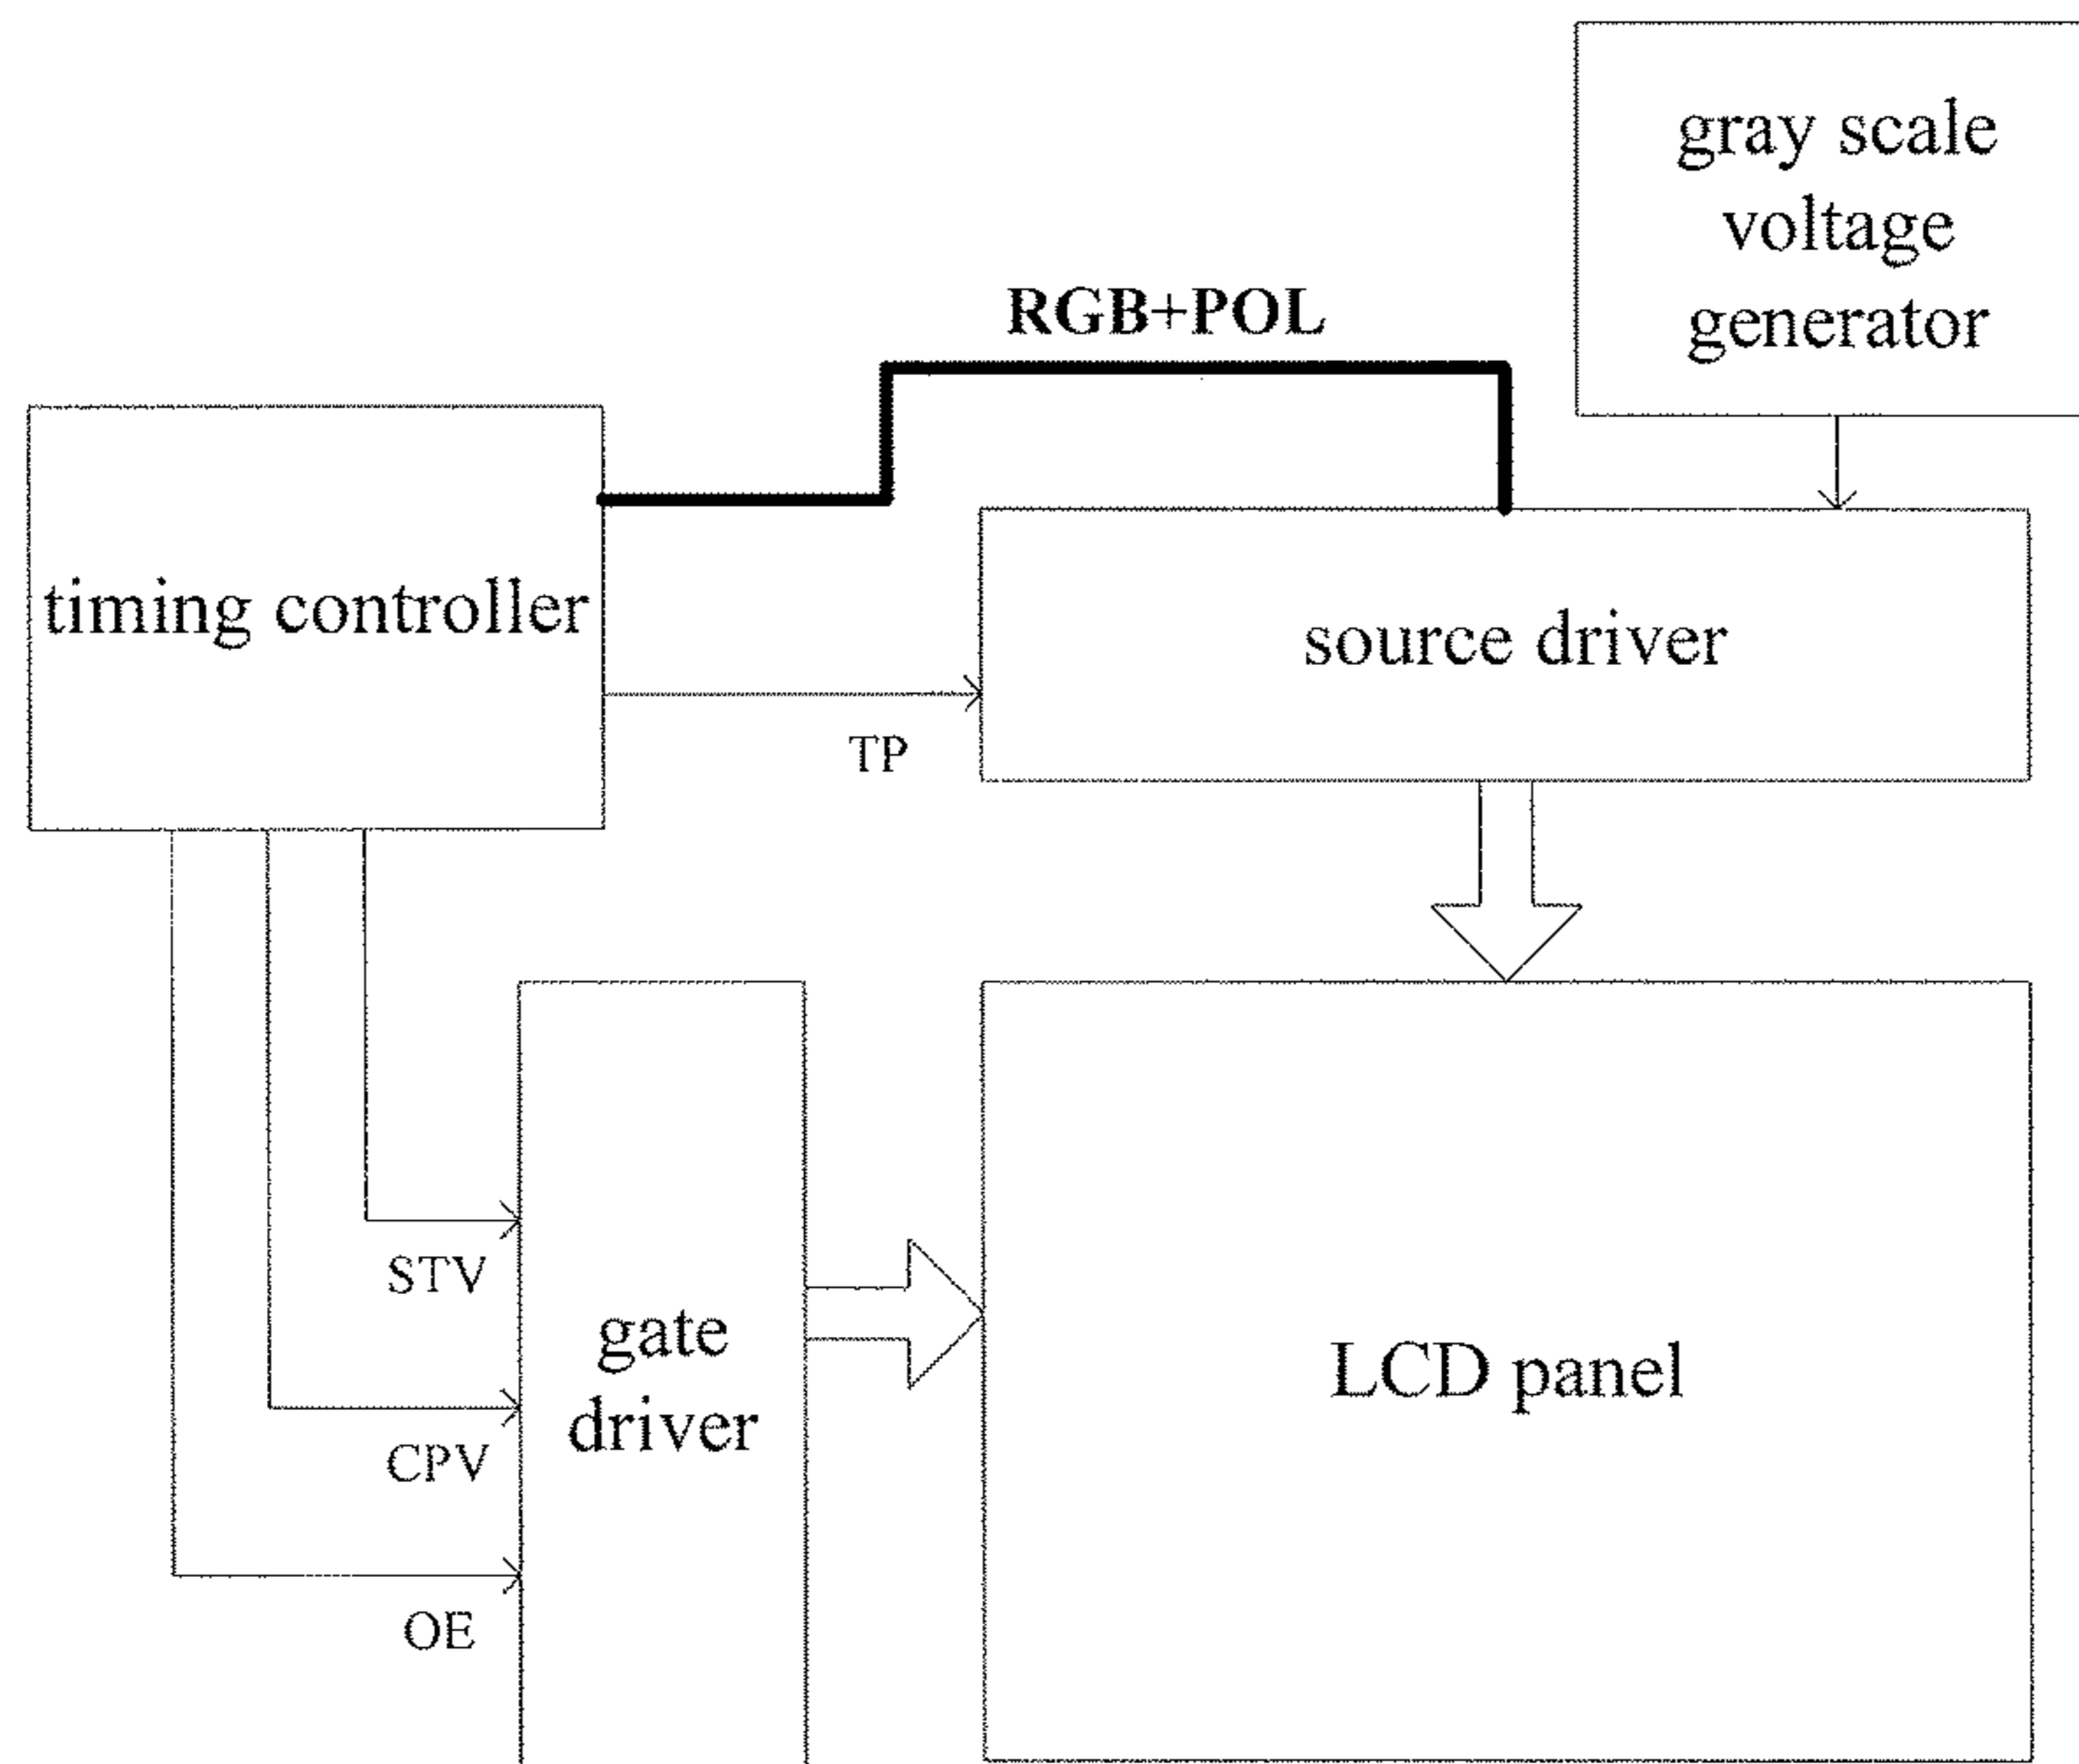 gray scale
voltage
generator
RGB+POL
timing controller
source driver
TP
STV
gate
driver
LCD panel
CPV
OE